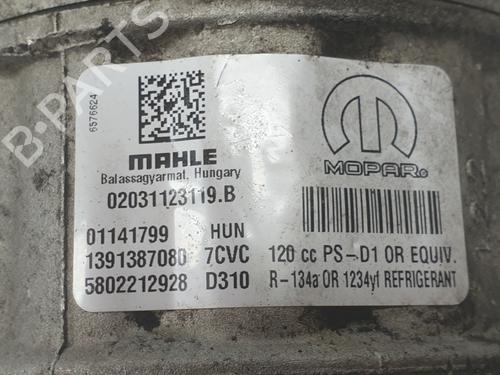 B-PARTS
6576624
MAHLE
Balassagyarmat, Hungary
02031123119.B
MOPAR®
01141799 HUN
1391387080 7CVC 120 cc PS-D1 OR EQUIV.
5802212928 D310 R-134a OR 1234yf REFRIGERANT